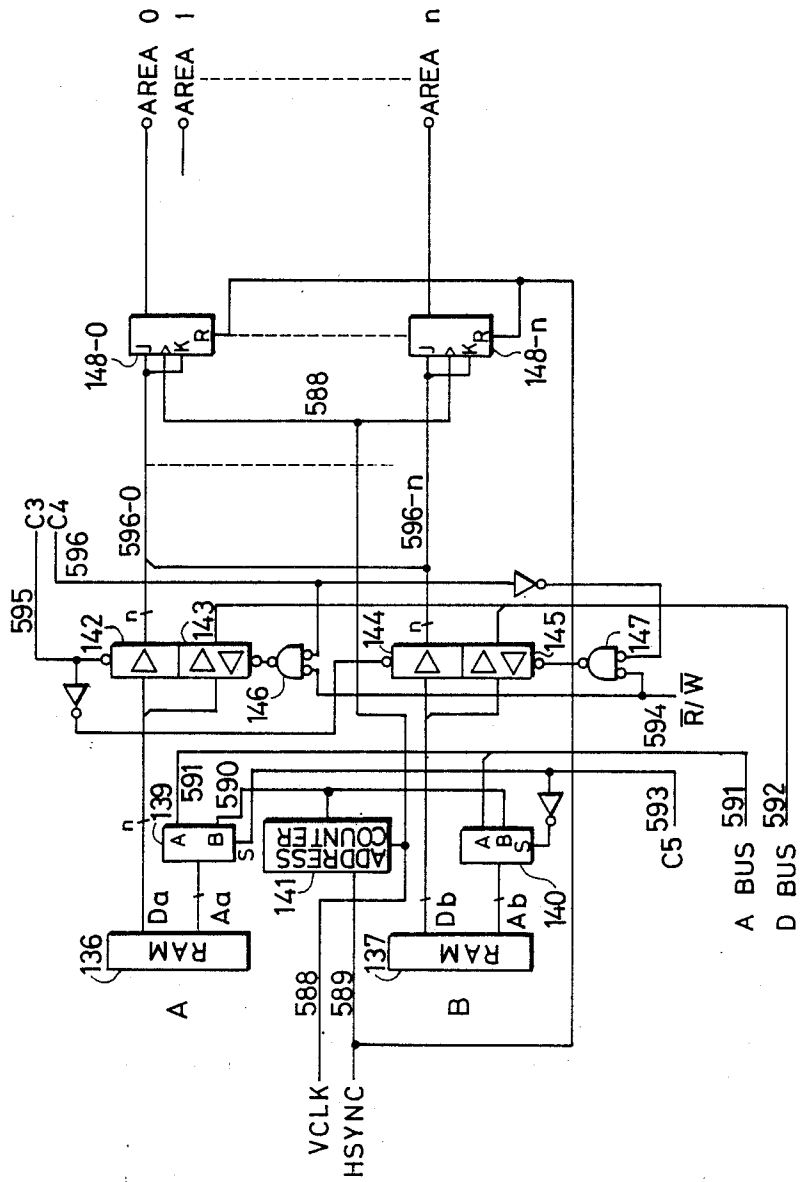 AREA 0
AREA 1
AREA n
148-0
J
K
R
148-n
J
K
R
588
C3
C4
595
596
596-0
596-n
n
142
143
146
n
144
145
147
594
R̅/W̅
n
139
591
590
A
B
S
Da
Aa
136
RAM
A
141
ADDRESS
COUNTER
A
B
S
140
C5 593
A BUS 591
D BUS 592
Db
Ab
137
RAM
B
588
589
VCLK
HSYNC